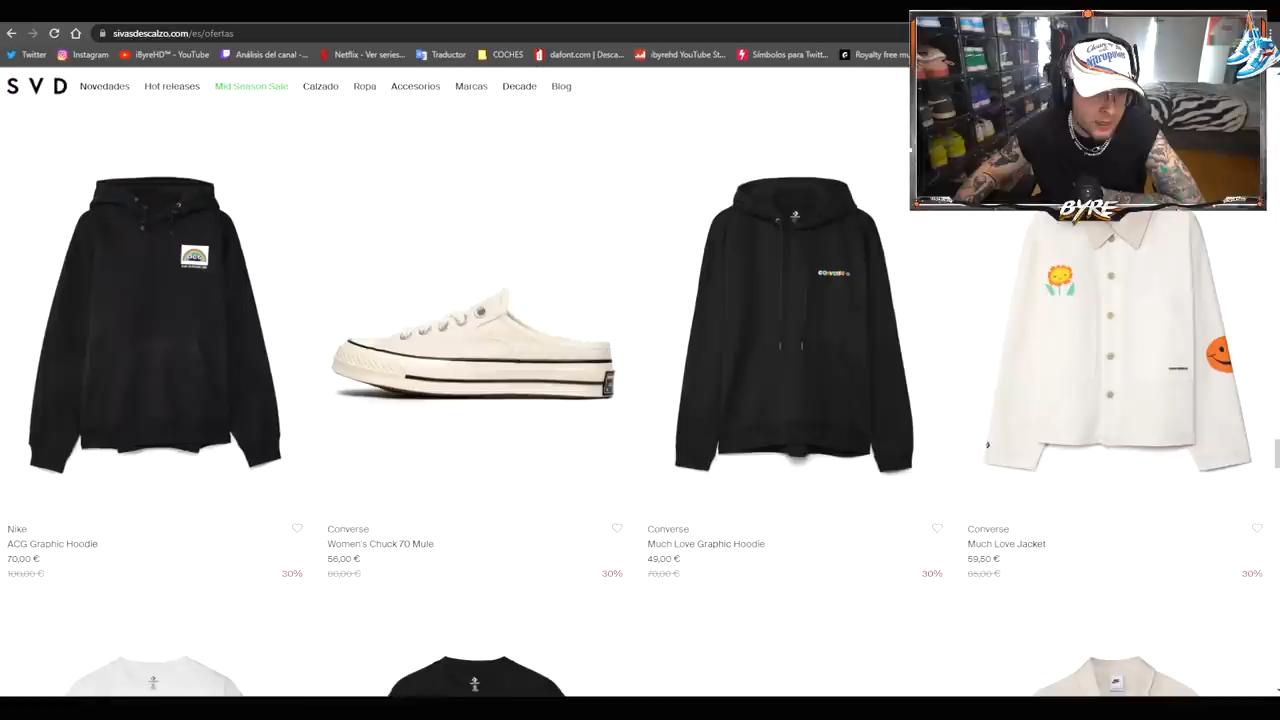 sivasdescalzo.com/es/ofertas
Twitter
Instagram
iByreHD™ - YouTube
Análisis del canal -...
Netflix - Ver series...
Traductor
COCHES
dafont.com | Desca...
ibyrehd YouTube St...
Símbolos para Twitt...
Royalty free mu
SVD
Novedades
Hot releases
Mid Season Sale
Calzado
Ropa
Accesorios
Marcas
Decade
Blog
Nitropower
BYRE
ACG
CONVERSE
Nike
ACG Graphic Hoodie
70,00 €
100,00 €
30%
Converse
Women's Chuck 70 Mule
56,00 €
80,00 €
30%
Converse
Much Love Graphic Hoodie
49,00 €
70,00 €
30%
Converse
Much Love Jacket
59,50 €
85,00 €
30%